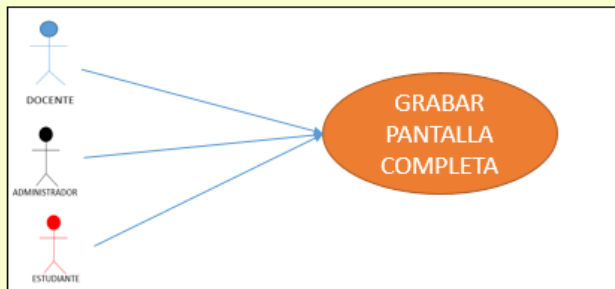 DOCENTE
ADMINISTRADOR
ESTUDIANTE
GRABAR
PANTALLA
COMPLETA